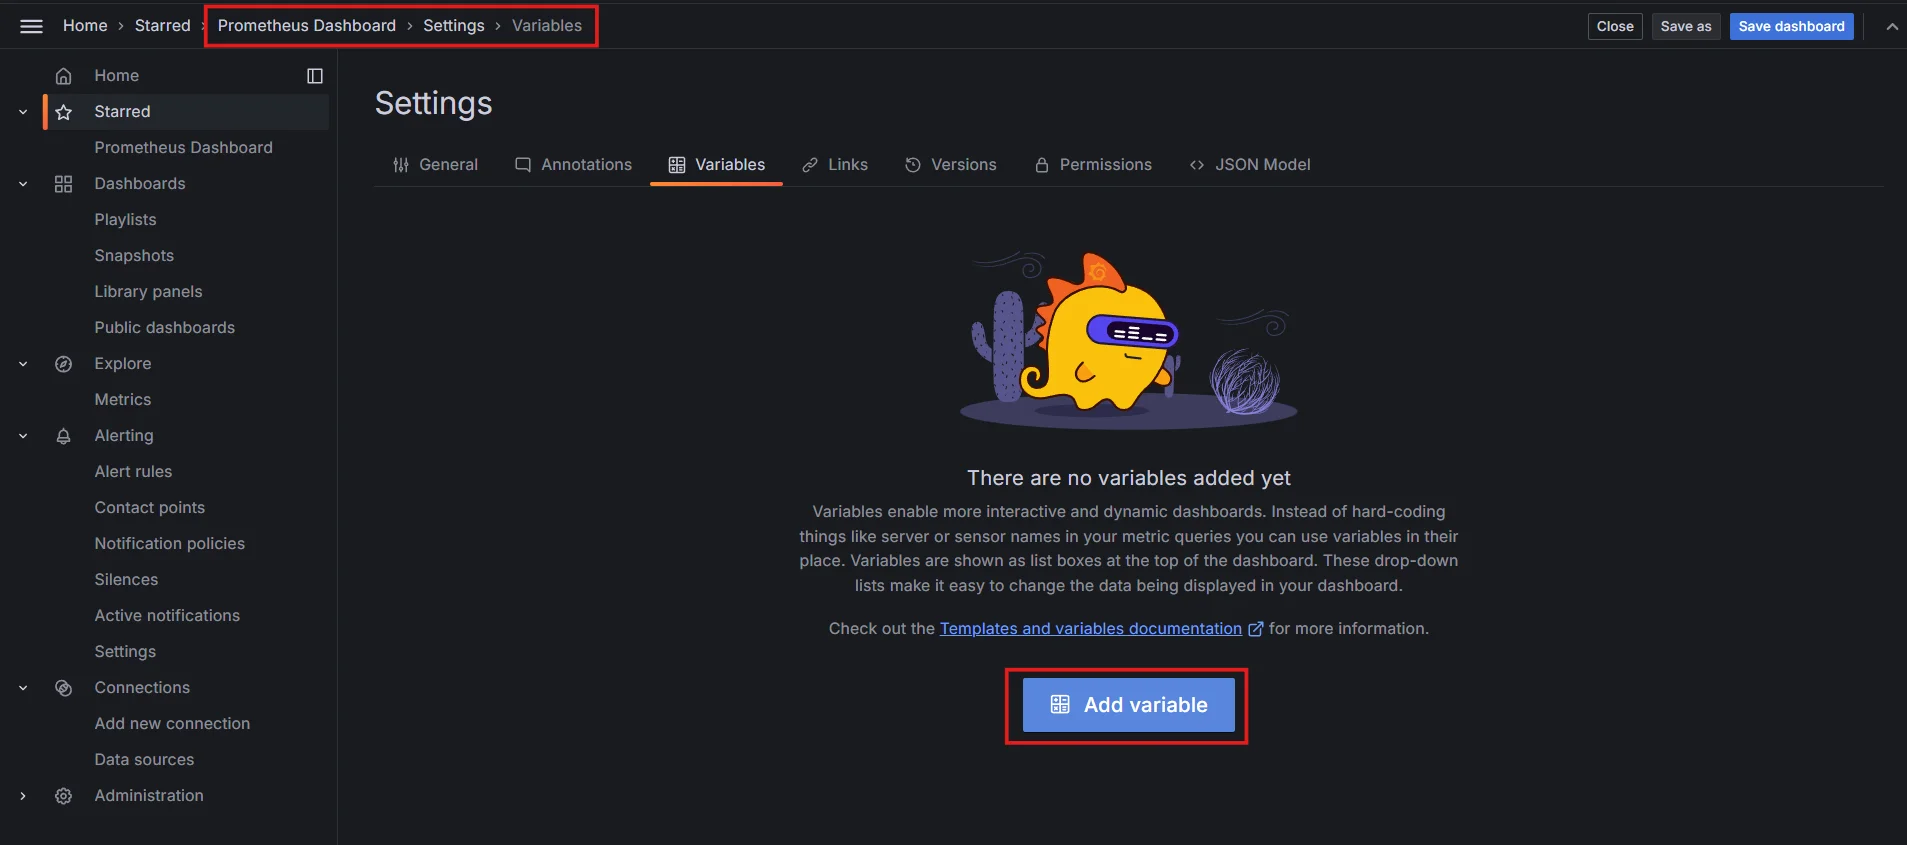 Home > Starred > Prometheus Dashboard > Settings > Variables
Close
Save as
Save dashboard
Home
Starred
Prometheus Dashboard
Dashboards
Playlists
Snapshots
Library panels
Public dashboards
Explore
Metrics
Alerting
Alert rules
Contact points
Notification policies
Silences
Active notifications
Settings
Connections
Add new connection
Data sources
Administration
Settings
General
Annotations
Variables
Links
Versions
Permissions
JSON Model
There are no variables added yet
Variables enable more interactive and dynamic dashboards. Instead of hard-coding
things like server or sensor names in your metric queries you can use variables in their
place. Variables are shown as list boxes at the top of the dashboard. These drop-down
lists make it easy to change the data being displayed in your dashboard.
Check out the Templates and variables documentation for more information.
Add variable